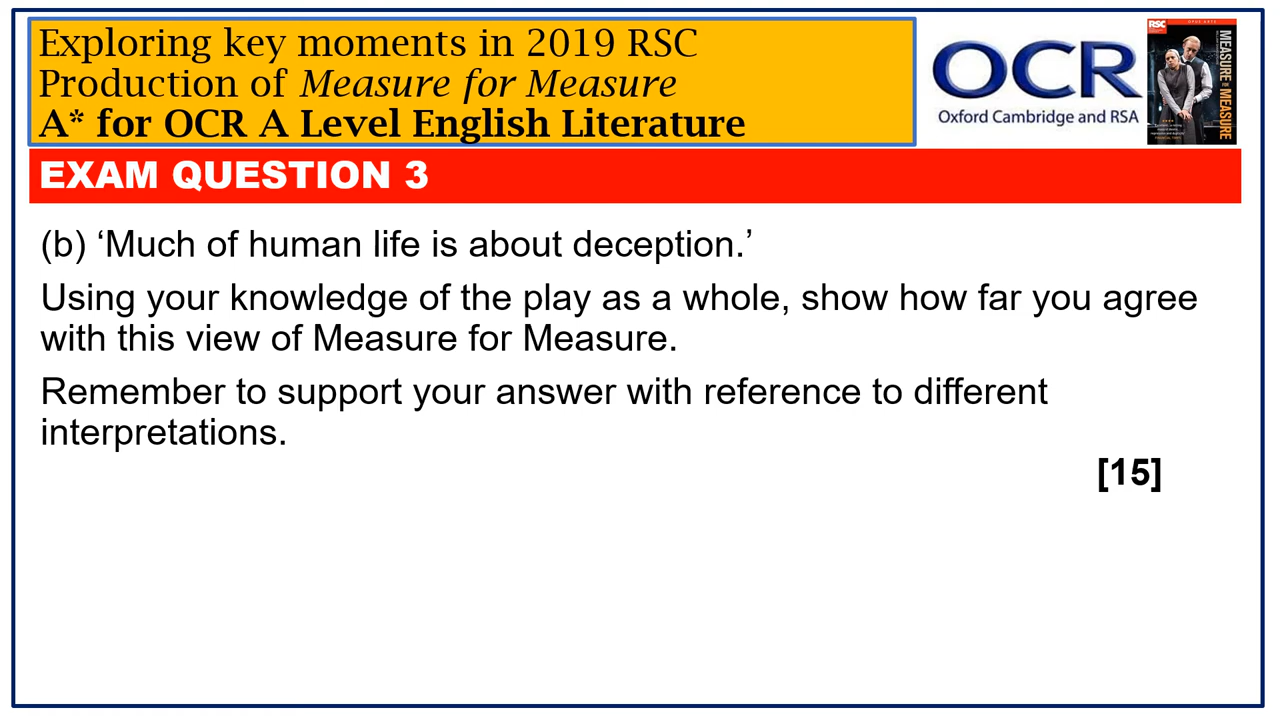 Exploring key moments in 2019 RSC
Production of Measure for Measure
A* for OCR A Level English Literature
OCR
Oxford Cambridge and RSA
RSC
OPUS ARTE
MEASURE FOR MEASURE
EXAM QUESTION 3
(b) ‘Much of human life is about deception.’
Using your knowledge of the play as a whole, show how far you agree
with this view of Measure for Measure.
Remember to support your answer with reference to different
interpretations.
[15]